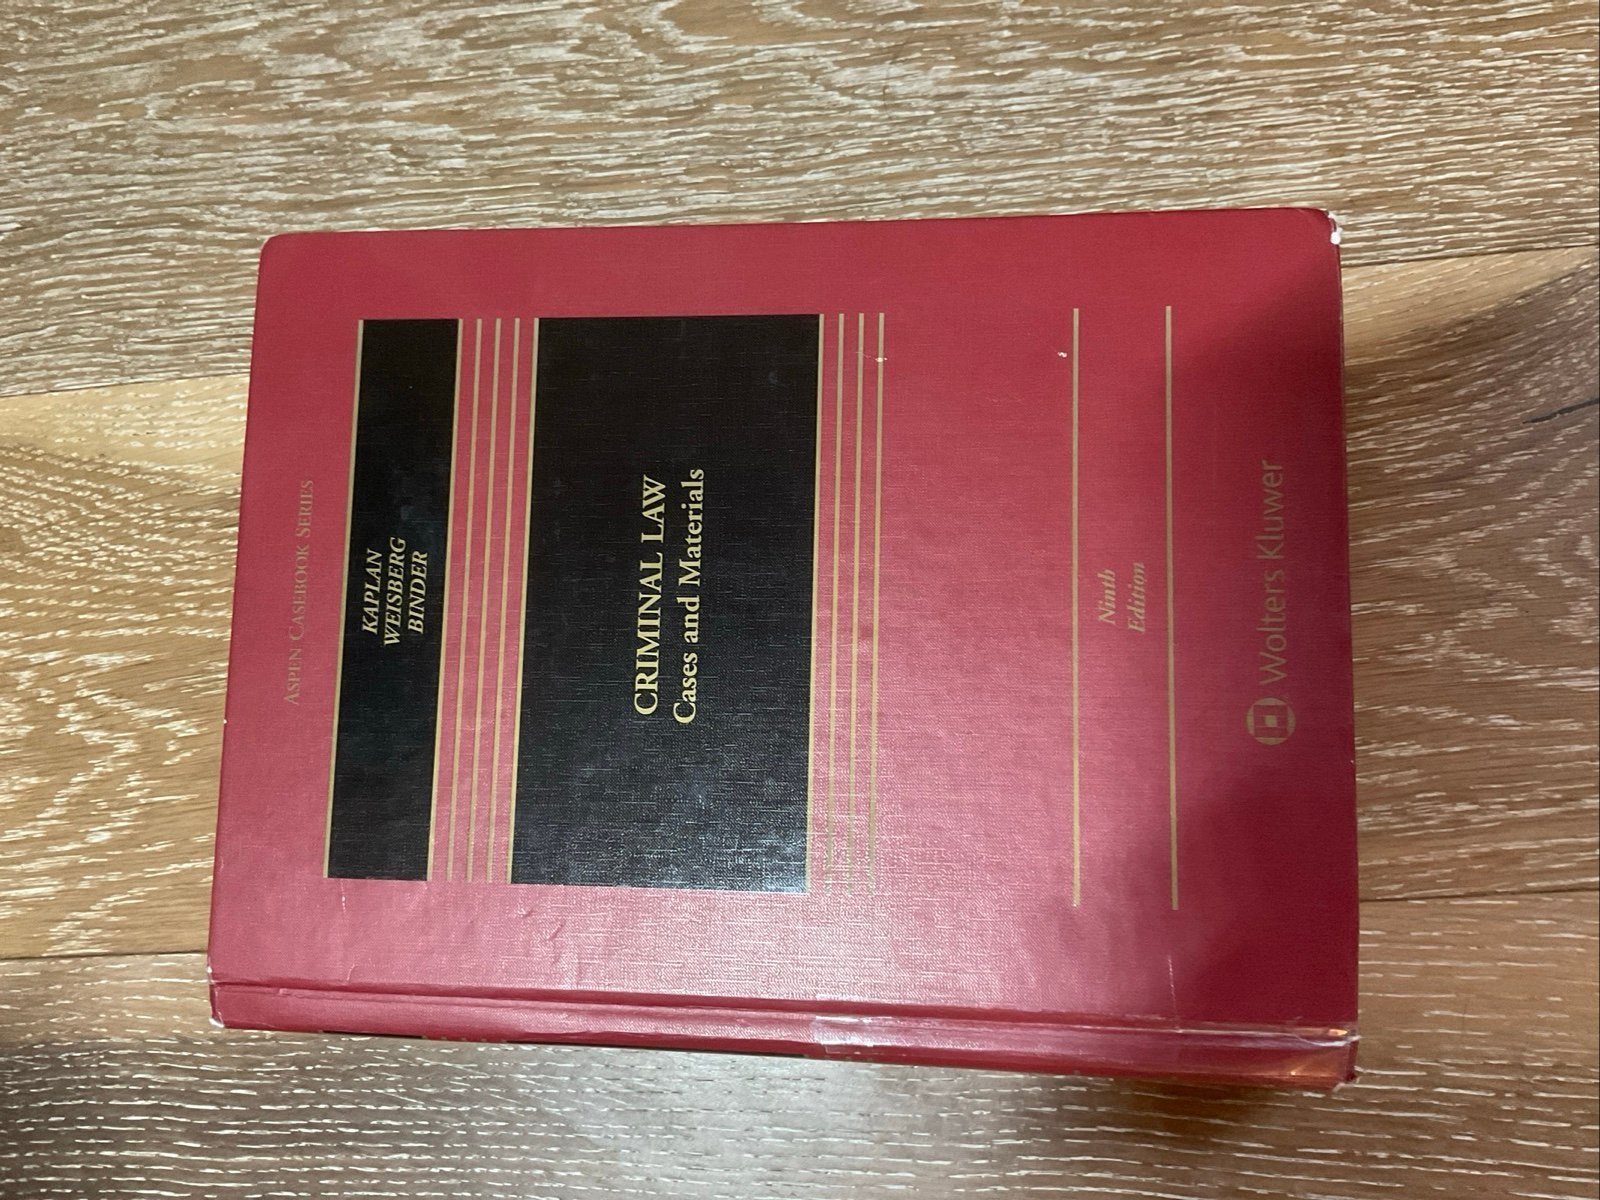 ASPEN CASEBOOK SERIES
KAPLAN
WEISBERG
BINDER
CRIMINAL LAW
Cases and Materials
Ninth
Edition
Wolters Kluwer